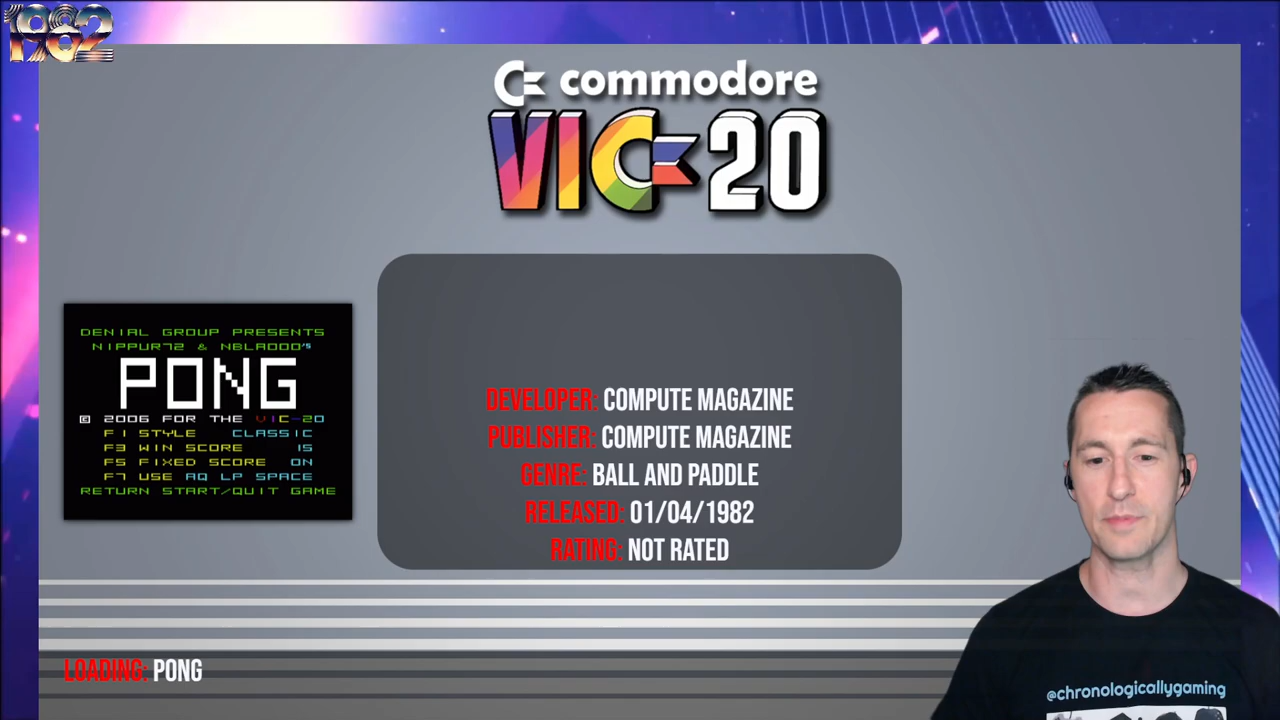 1982
commodore
VIC-20
DENIAL GROUP PRESENTS
NIPPUR72 & NBLA000'S
PONG
© 2006 FOR THE VIC-20
F1 STYLE CLASSIC
F3 WIN SCORE 15
F5 FIXED SCORE ON
F7 USE AQ LP SPACE
RETURN START/QUIT GAME
DEVELOPER: COMPUTE MAGAZINE
PUBLISHER: COMPUTE MAGAZINE
GENRE: BALL AND PADDLE
RELEASED: 01/04/1982
RATING: NOT RATED
LOADING: PONG
@chronologicallygaming